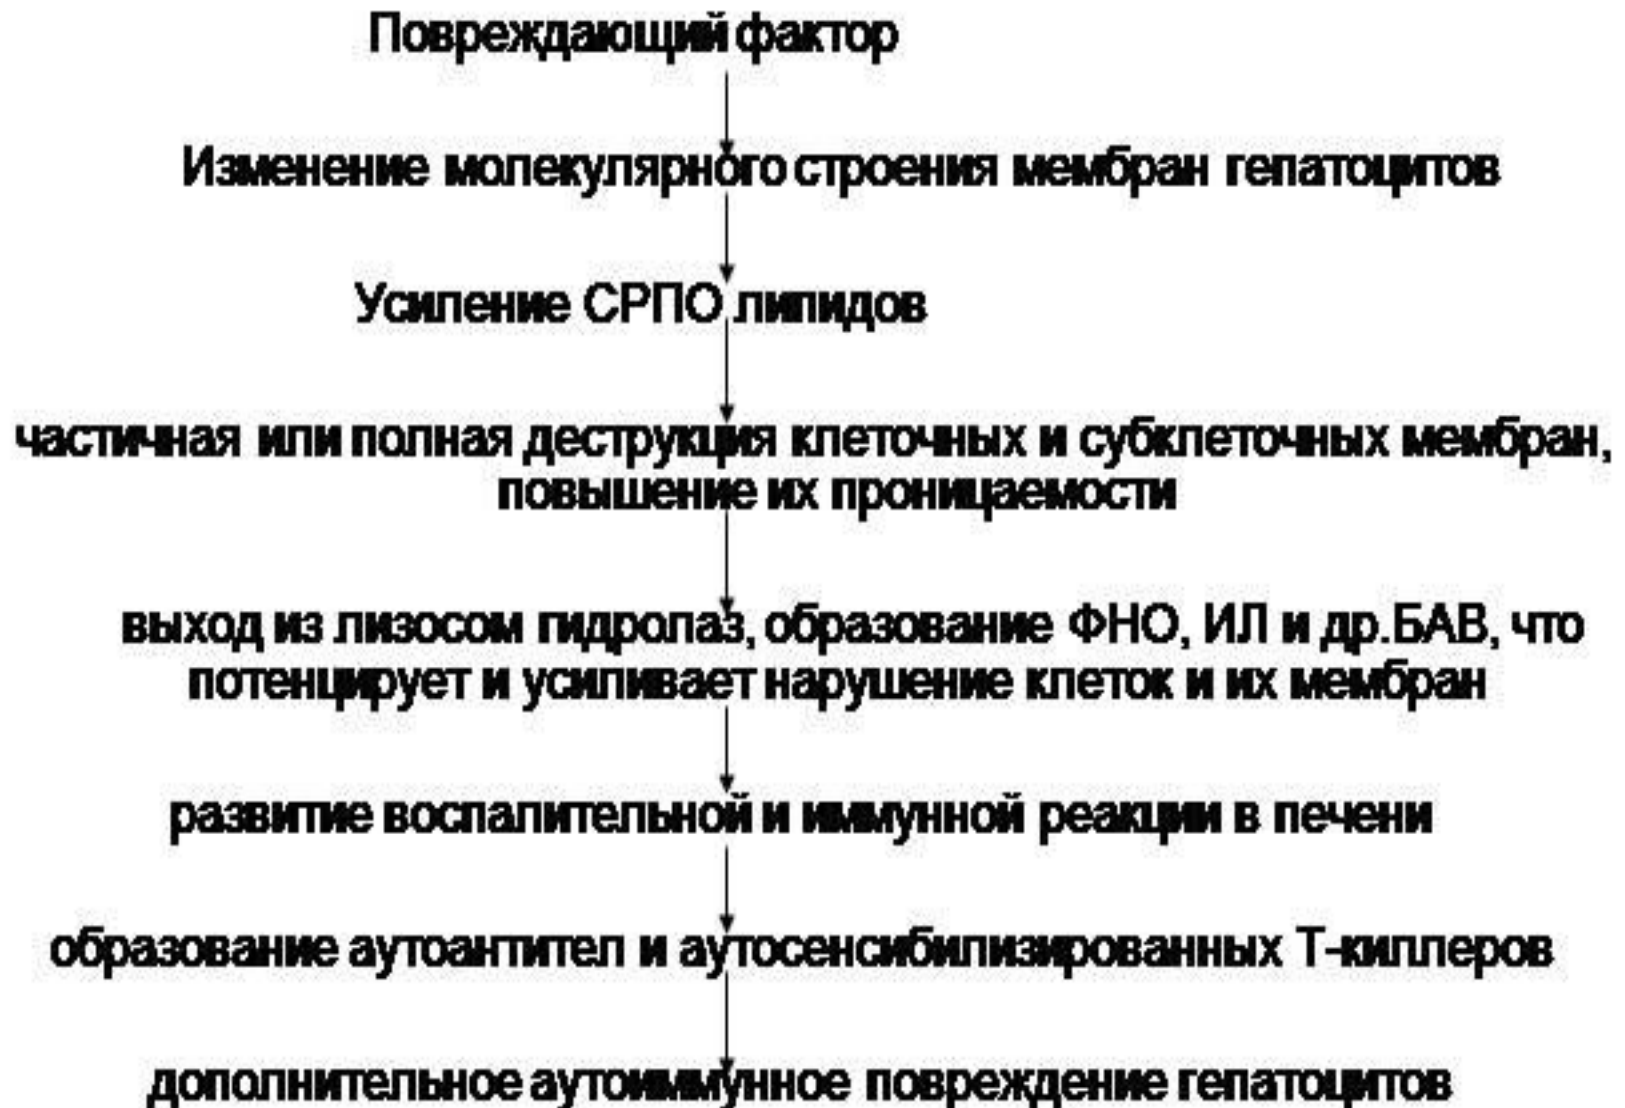 Повреждающий фактор
Изменение молекулярного строения мембран гепатоцитов
Усиление СРПО липидов
частичная или полная деструкция клеточных и субклеточных мембран,
повышение их проницаемости
выход из лизосом гидролаз, образование ФНО, ИЛ и др.БАВ, что
потенцирует и усиливает нарушение клеток и их мембран
развитие воспалительной и иммунной реакции в печени
образование аутоантител и аутосенсибилизированных Т-киллеров
дополнительное аутоиммунное повреждение гепатоцитов